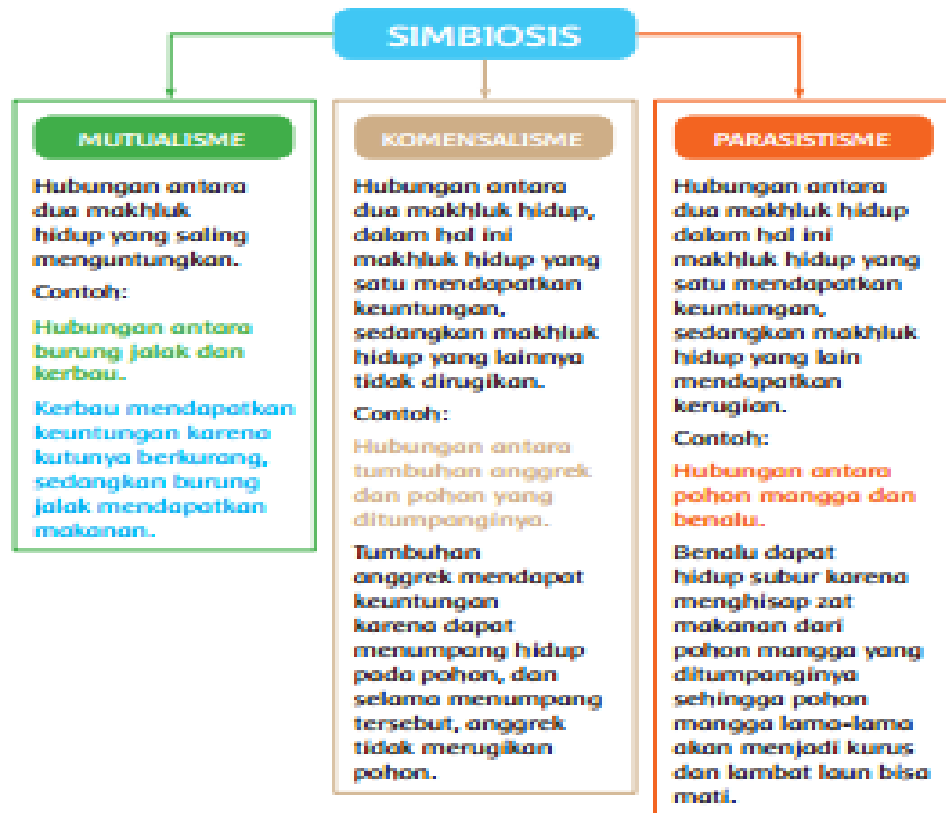 SIMBIOSIS
MUTUALISME
Hubungan antara
dua makhluk
hidup yang saling
menguntungkan.
Contoh:
Hubungan antara
burung jalak dan
kerbau.
Kerbau mendapatkan
keuntungan karena
kutunya berkurang,
sedangkan burung
jalak mendapatkan
makanan.
KOMENSALISME
Hubungan antara
dua makhluk hidup,
dalam hal ini
makhluk hidup yang
satu mendapatkan
keuntungan,
sedangkan makhluk
hidup yang lainnya
tidak dirugikan.
Contoh:
Hubungan antara
tumbuhan anggrek
dan pohon yang
ditumpanginya.
Tumbuhan
anggrek mendapat
keuntungan
karena dapat
menumpang hidup
pada pohon, dan
selama menumpang
tersebut, anggrek
tidak merugikan
pohon.
PARASISTISME
Hubungan antara
dua makhluk hidup
dalam hal ini
makhluk hidup yang
satu mendapatkan
keuntungan,
sedangkan makhluk
hidup yang lain
mendapatkan
kerugian.
Contoh:
Hubungan antara
pohon mangga dan
benalu.
Benalu dapat
hidup subur karena
menghisap zat
makanan dari
pohon mangga yang
ditumpanginya
sehingga pohon
mangga lama-lama
akan menjadi kurus
dan lambat laun bisa
mati.